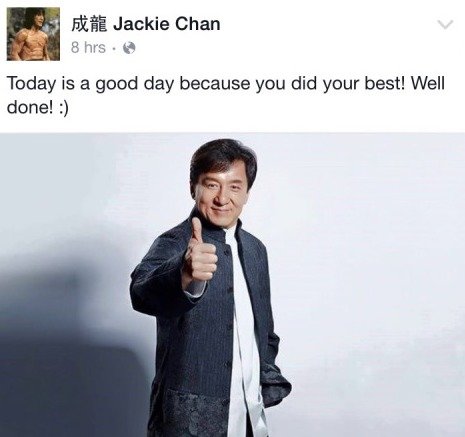 成龍 Jackie Chan
8 hrs ·
Today is a good day because you did your best! Well
done! :)